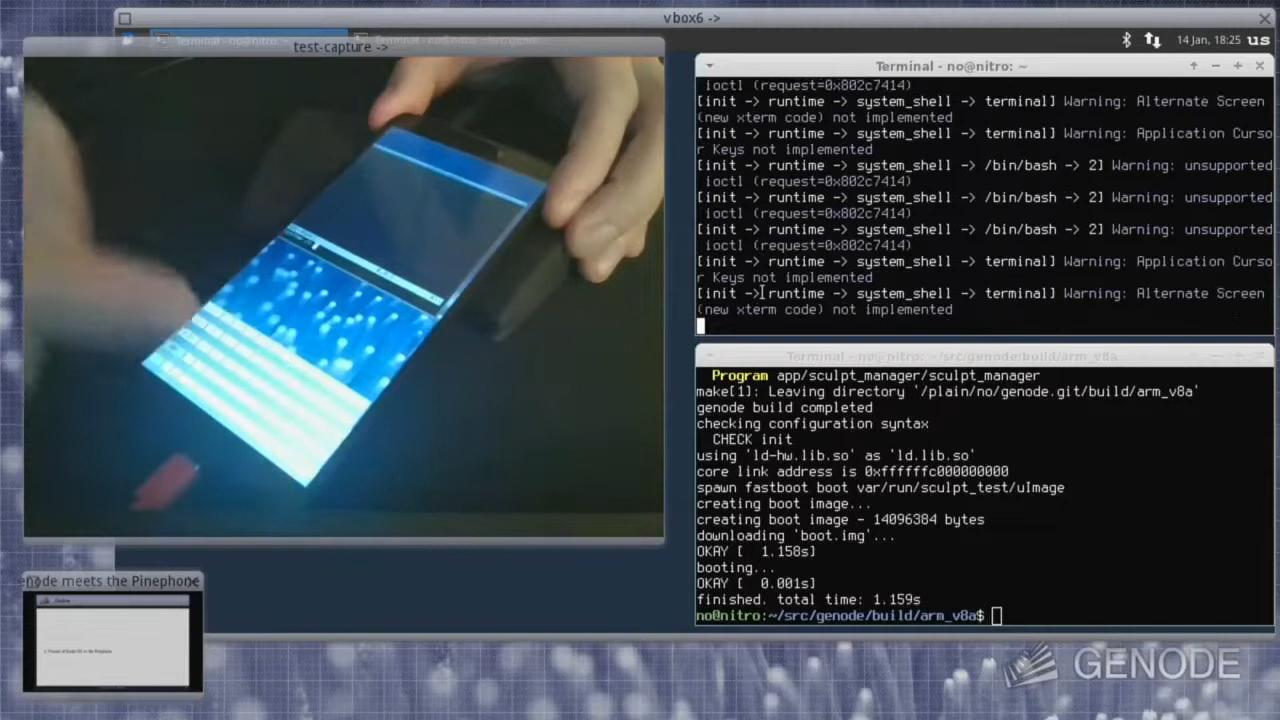 vbox6 ->
14 Jan, 18:25 us
test-capture ->
Terminal - no@nitro: ~
ioctl (request=0x802c7414)
[init -> runtime -> system_shell -> terminal] Warning: Alternate Screen
(new xterm code) not implemented
[init -> runtime -> system_shell -> terminal] Warning: Application Curso
r Keys not implemented
[init -> runtime -> system_shell -> /bin/bash -> 2] Warning: unsupported
ioctl (request=0x802c7414)
[init -> runtime -> system_shell -> /bin/bash -> 2] Warning: unsupported
ioctl (request=0x802c7414)
[init -> runtime -> system_shell -> /bin/bash -> 2] Warning: unsupported
ioctl (request=0x802c7414)
[init -> runtime -> system_shell -> terminal] Warning: Application Curso
r Keys not implemented
[init -> runtime -> system_shell -> terminal] Warning: Alternate Screen
(new xterm code) not implemented
Terminal - no@nitro: ~/src/genode/build/arm_v8a
Program app/sculpt_manager/sculpt_manager
make[1]: Leaving directory '/plain/no/genode.git/build/arm_v8a'
genode build completed
checking configuration syntax
CHECK init
using 'ld-hw.lib.so' as 'ld.lib.so'
core link address is 0xffffffc000000000
spawn fastboot boot var/run/sculpt_test/uImage
creating boot image...
creating boot image - 14096384 bytes
downloading 'boot.img'...
OKAY [  1.158s]
booting...
OKAY [  0.001s]
finished. total time: 1.159s
no@nitro:~/src/genode/build/arm_v8a$
enode meets the Pinephone
GENODE